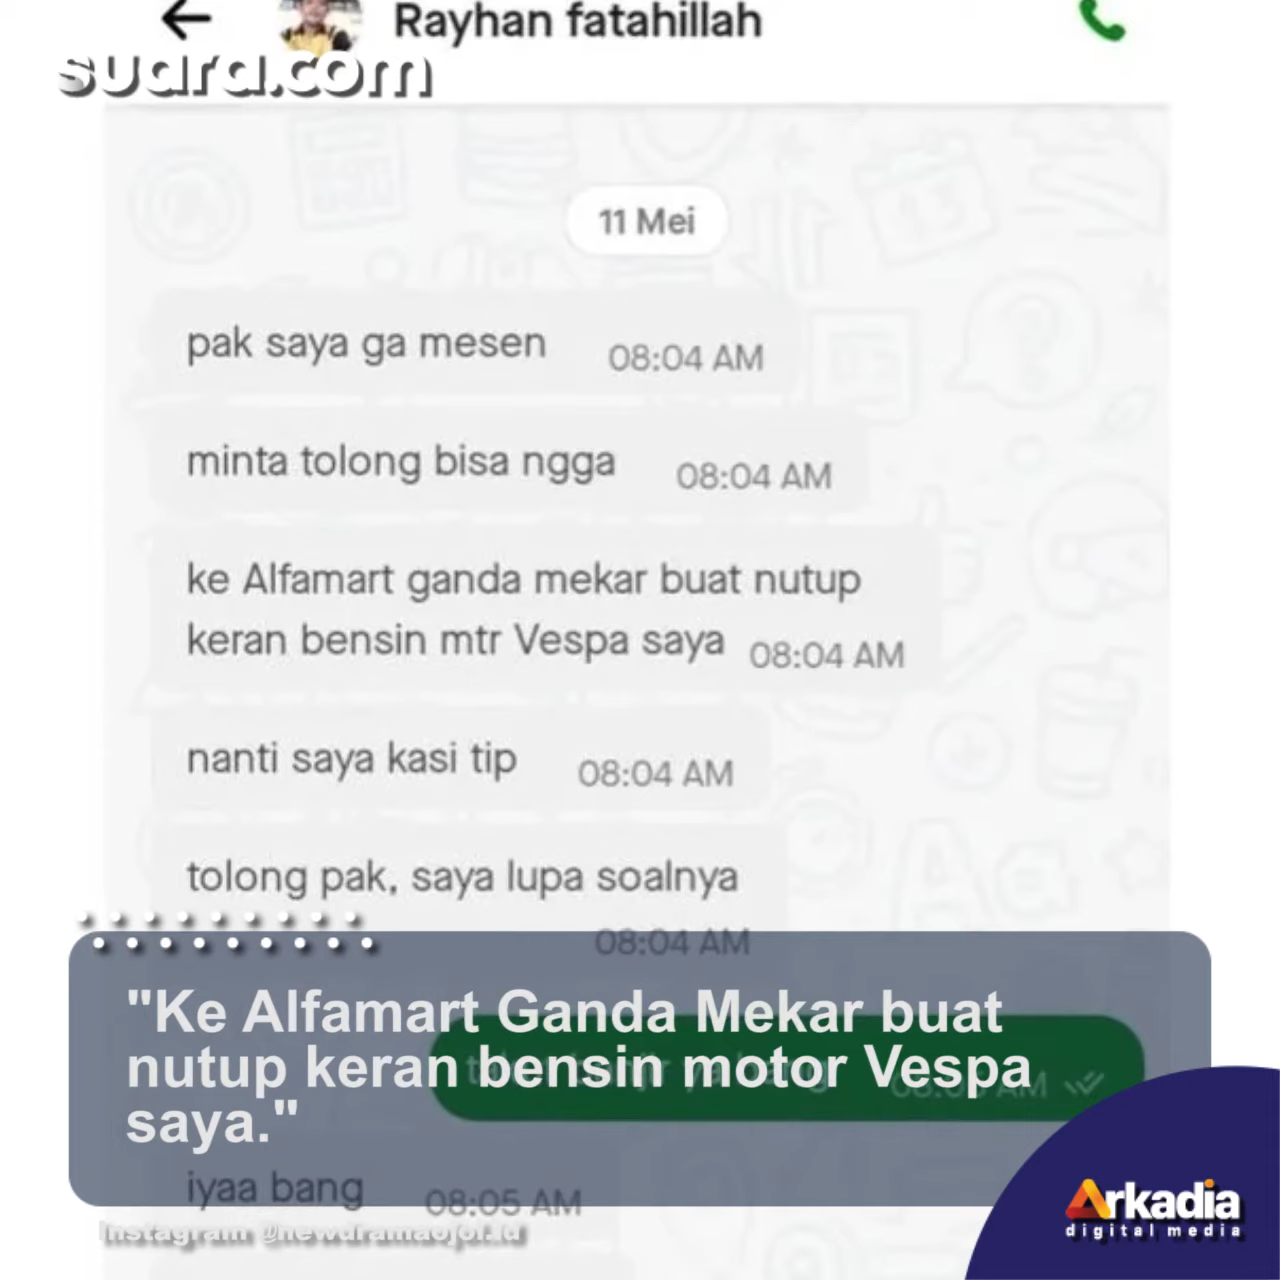 Rayhan fatahillah
suara.com
11 Mei
pak saya ga mesen 08:04 AM
minta tolong bisa ngga 08:04 AM
ke Alfamart ganda mekar buat nutup
keran bensin mtr Vespa saya 08:04 AM
nanti saya kasi tip 08:04 AM
tolong pak, saya lupa soalnya
08:04 AM
"Ke Alfamart Ganda Mekar buat
nutup keran bensin motor Vespa
saya."
iyaa bang 08:05 AM
Instagram @newdramaojol.id
Arkadia
digital media